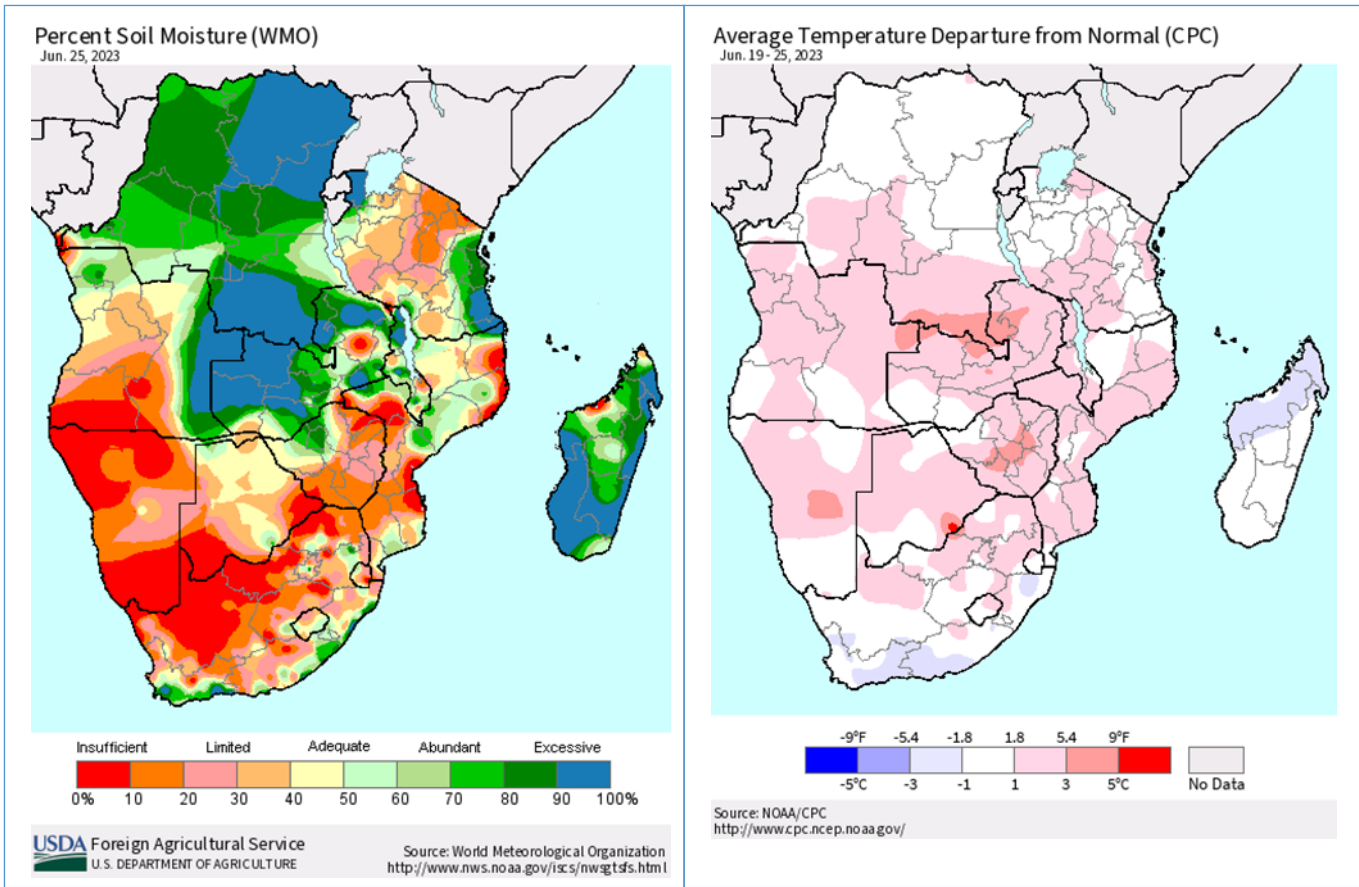 Percent Soil Moisture (WMO)
Jun. 25, 2023
Insufficient Limited Adequate Abundant Excessive
0% 10 20 30 40 50 60 70 80 90 100%
USDA Foreign Agricultural Service
U.S. DEPARTMENT OF AGRICULTURE
Source: World Meteorological Organization
http://www.nws.noaa.gov/iscs/nwsgtsfs.html
Average Temperature Departure from Normal (CPC)
Jun. 19 - 25, 2023
-9°F -5.4 -1.8 1.8 5.4 9°F
-5°C -3 -1 1 3 5°C
No Data
Source: NOAA/CPC
http://www.cpc.ncep.noaa.gov/